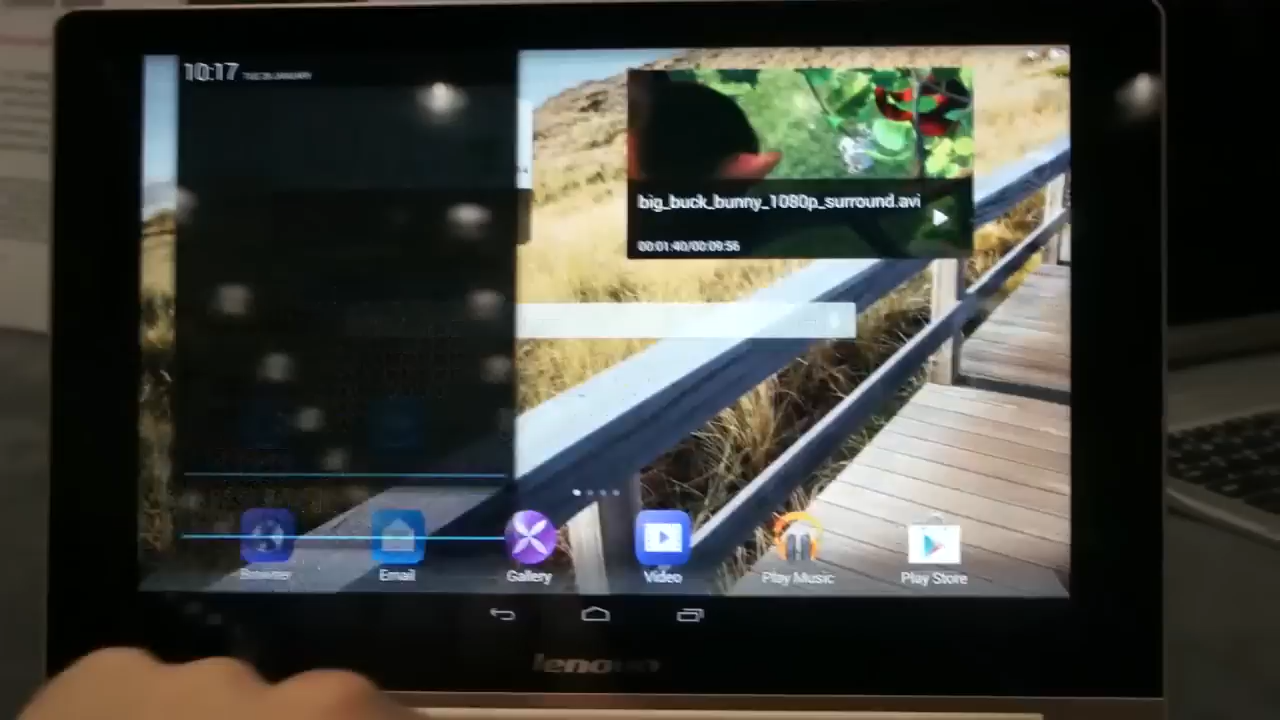 10:17
big_buck_bunny_1080p_surround.avi
00:01:40/00:09:56
Browser
Email
Gallery
Video
Play Music
Play Store
lenovo